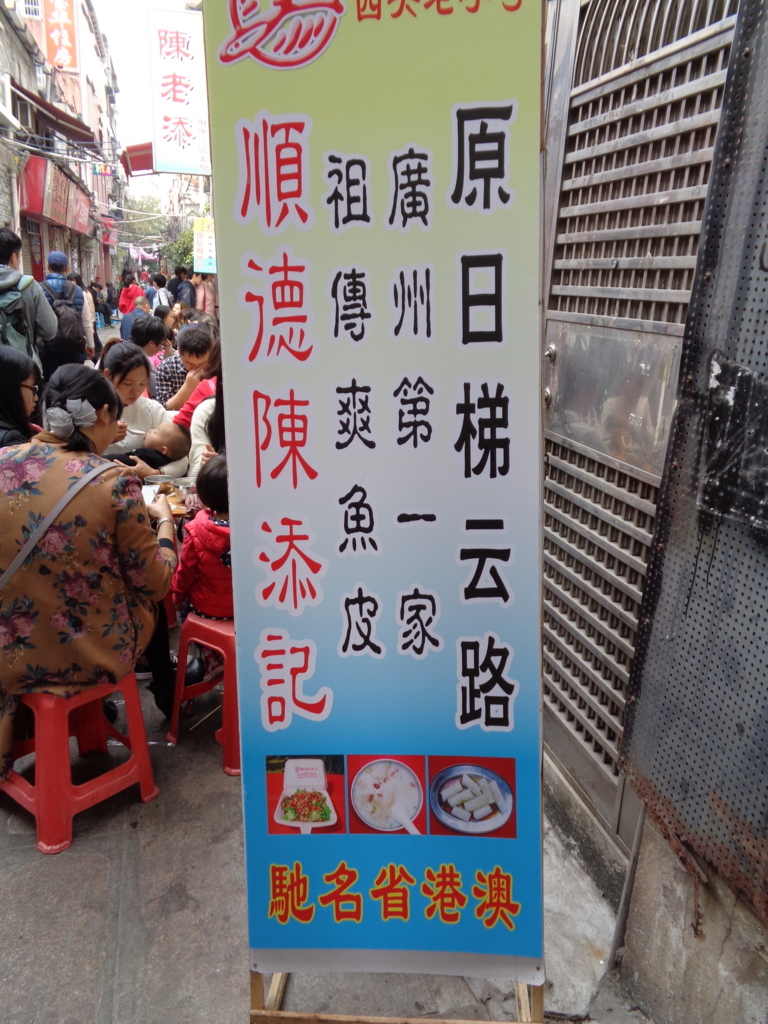 原日梯云路
廣州第一家
祖傳爽魚皮
順德陳添記
馳名省港澳
陳老添